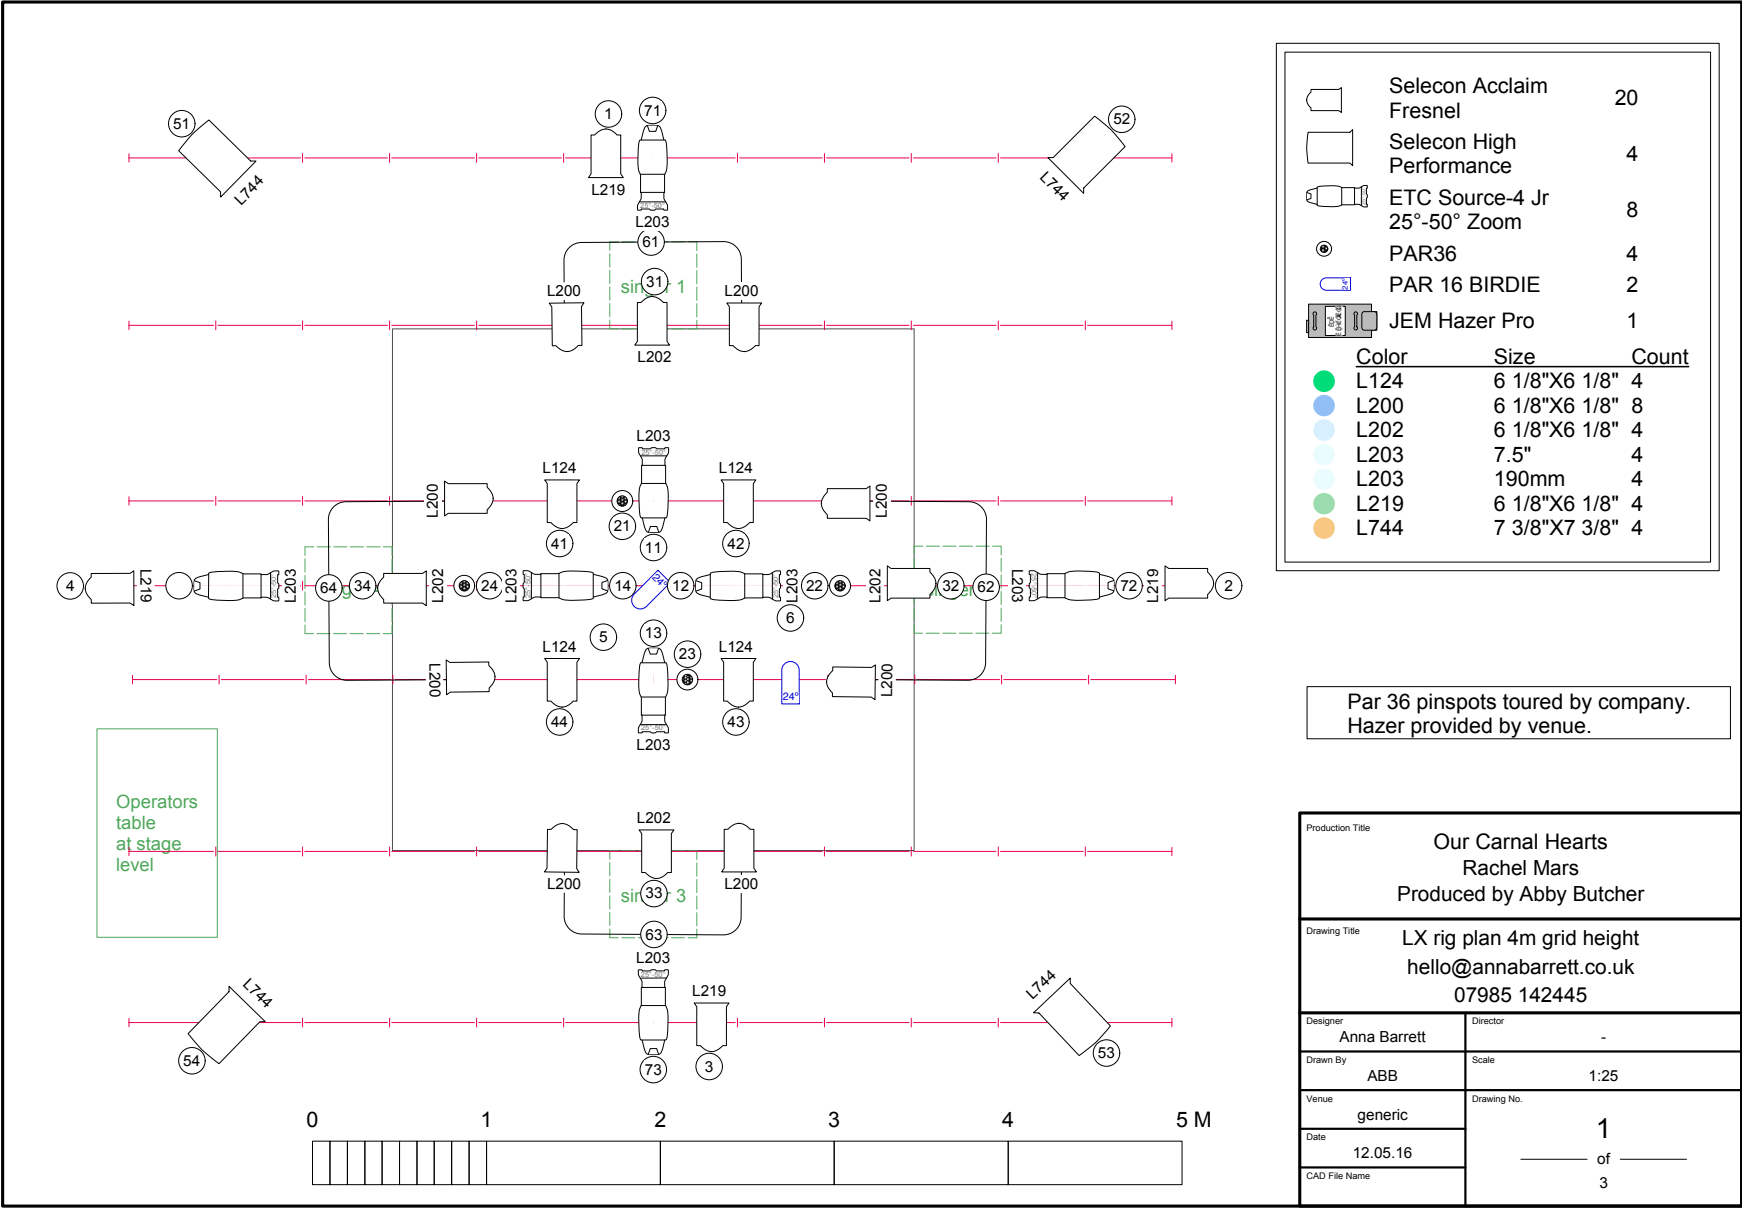 51
1
71
52
L744
L219
L203
L744
61
31
singer 1
L200
L200
L202
L203
L124
L124
L200
L200
41
21
11
42
4
L219
L203
64
34
L202
24
L203
14
24°
12
L203
22
L202
32
62
L203
72
L219
2
6
5
13
23
L124
L124
L200
L200
24°
44
43
L203
Operators
table
at stage
level
L202
L200
L200
33
singer 3
63
L203
L219
L744
L744
54
73
3
53
0 1 2 3 4 5 M
Selecon Acclaim
Fresnel 20
Selecon High
Performance 4
ETC Source-4 Jr
25°-50° Zoom 8
PAR36 4
24° PAR 16 BIRDIE 2
JEM Hazer Pro 1
Color Size Count
L124 6 1/8"X6 1/8" 4
L200 6 1/8"X6 1/8" 8
L202 6 1/8"X6 1/8" 4
L203 7.5" 4
L203 190mm 4
L219 6 1/8"X6 1/8" 4
L744 7 3/8"X7 3/8" 4
Par 36 pinspots toured by company.
Hazer provided by venue.
Production Title
Our Carnal Hearts
Rachel Mars
Produced by Abby Butcher
Drawing Title
LX rig plan 4m grid height
hello@annabarrett.co.uk
07985 142445
Designer
Anna Barrett
Director
-
Drawn By
ABB
Scale
1:25
Venue
generic
Drawing No.
1
of
3
Date
12.05.16
CAD File Name